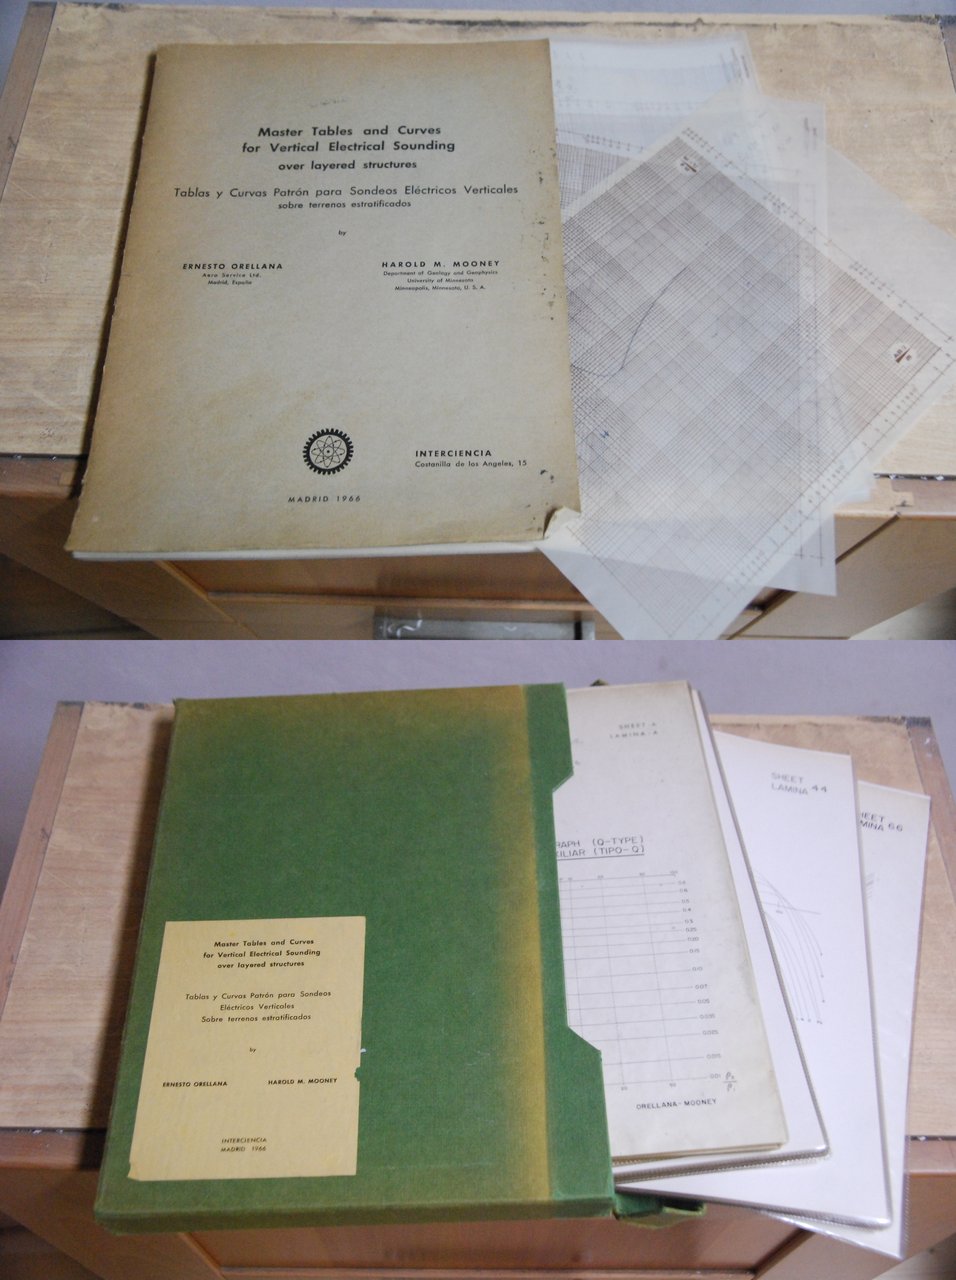 Master Tables and Curves
for Vertical Electrical Sounding
over layered structures
Tablas y Curvas Patrón para Sondeos Eléctricos Verticales
sobre terrenos estratificados
by
ERNESTO ORELLANA
Aero Service Ltd.
Madrid, España
HAROLD M. MOONEY
Department of Geology and Geophysics
University of Minnesota
Minneapolis, Minnesota, U. S. A.
INTERCIENCIA
Costanilla de los Angeles, 15
MADRID 1966
SHEET A
LAMINA-A
RAPH (Q-TYPE)
ILIAR (TIPO-Q)
ORELLANA-MOONEY
SHEET
LAMINA 44
EET
MINA 66
Master Tables and Curves
for Vertical Electrical Sounding
over layered structures
Tablas y Curvas Patrón para Sondeos
Eléctricos Verticales
Sobre terrenos estratificados
by
ERNESTO ORELLANA HAROLD M. MOONEY
INTERCIENCIA
MADRID 1966